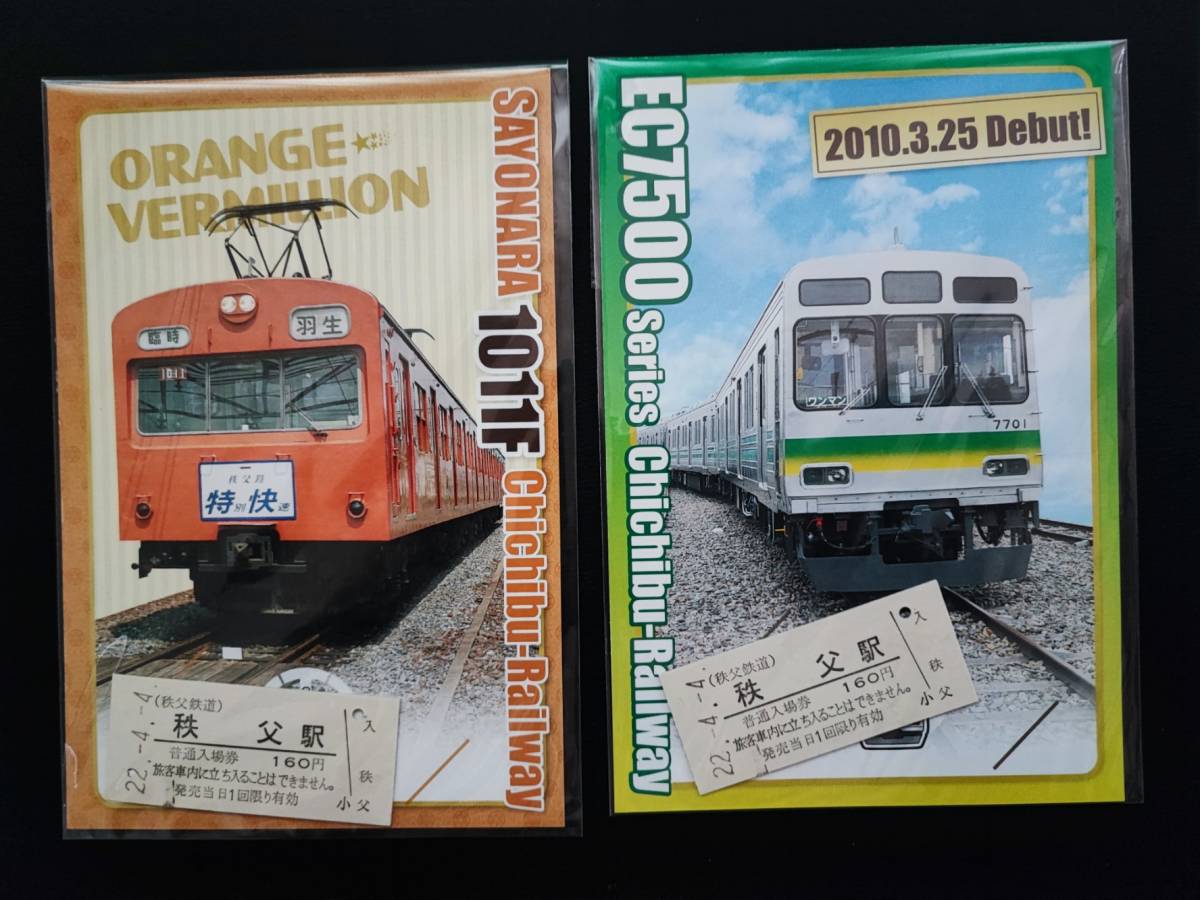 ORANGE
VERMILLION
SAYONARA 1011F Chichibu-Railway
臨時
羽生
1011
秩父路
特別快速
22.-4.-4
(秩父鉄道)
秩父駅
普通入場券 160円
旅客車内に立ち入ることはできません。
発売当日1回限り有効
入
秩
小父
EC7500 series Chichibu-Railway
2010.3.25 Debut!
ワンマン
7701
22.-4.-4
(秩父鉄道)
秩父駅
普通入場券 160円
旅客車内に立ち入ることはできません。
発売当日1回限り有効
入
秩
小父